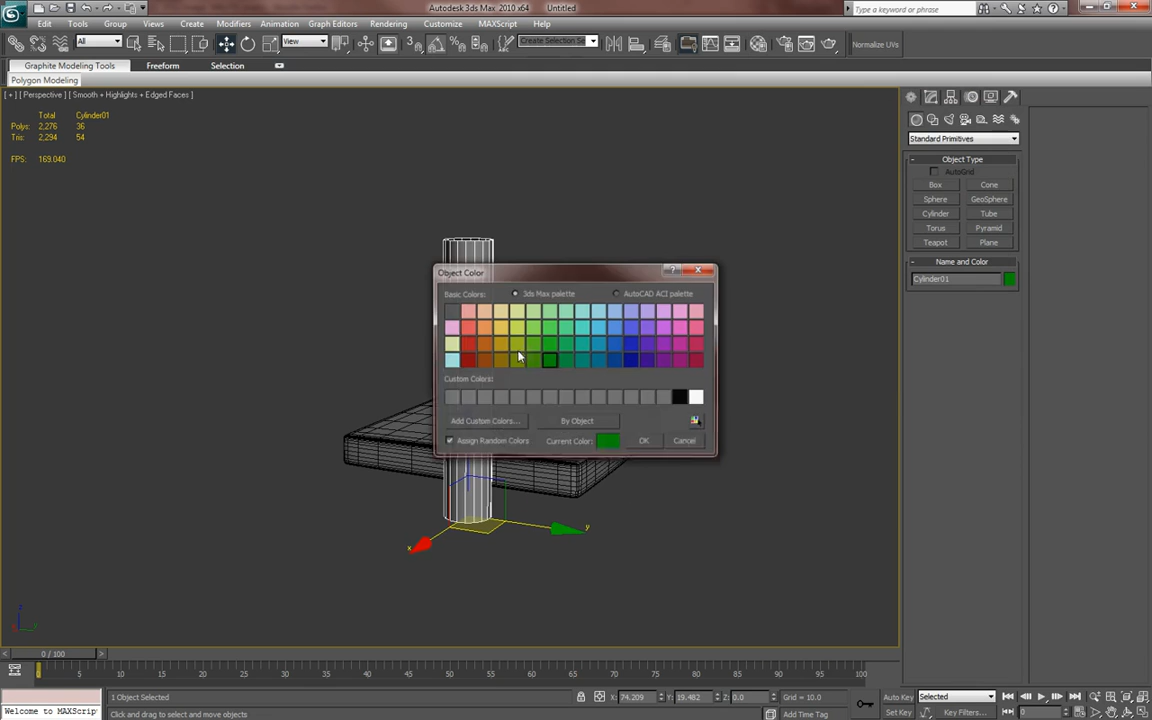 Autodesk 3ds Max 2010 x64 Untitled
Type a keyword or phrase
Edit Tools Group Views Create Modifiers Animation Graph Editors Rendering Customize MAXScript Help
All View Create Selection Se Normalize UVs
Graphite Modeling Tools Freeform Selection
Polygon Modeling
[ + ] [ Perspective ] [ Smooth + Highlights + Edged Faces ]
Total Cylinder01
Polys: 2,276 36
Tris: 2,294 54
FPS: 169.040
Standard Primitives
- Object Type
AutoGrid
Box Cone
Sphere GeoSphere
Cylinder Tube
Torus Pyramid
Teapot Plane
- Name and Color
Cylinder01
Object Color
Basic Colors: 3ds Max palette AutoCAD ACI palette
Custom Colors:
Add Custom Colors... By Object
Assign Random Colors Current Color: OK Cancel
x y
z
0 / 100
0 5 10 15 20 25 30 35 40 45 50 55 60 65 70 75 80 85 90 95 100
1 Object Selected X: 74.209 Y: 19.482 Z: 0.0 Grid = 10.0 Auto Key Selected
Welcome to MAXScrip Click and drag to select and move objects Add Time Tag Set Key Key Filters... 0